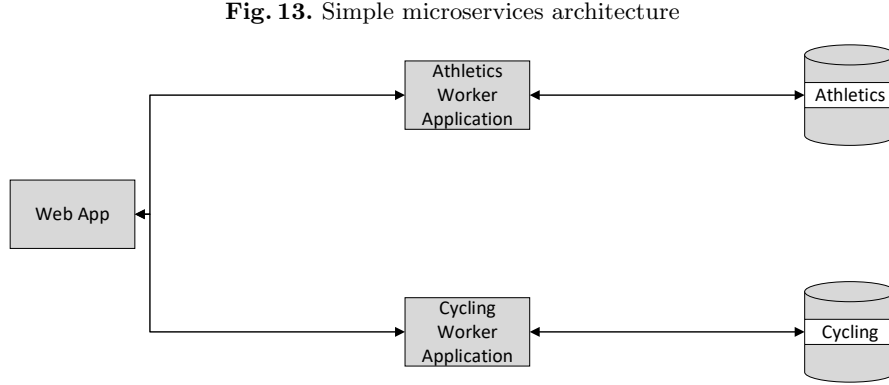 Fig. 13. Simple microservices architecture
Athletics
Worker
Application
Athletics
Web App
Cycling
Worker
Application
Cycling